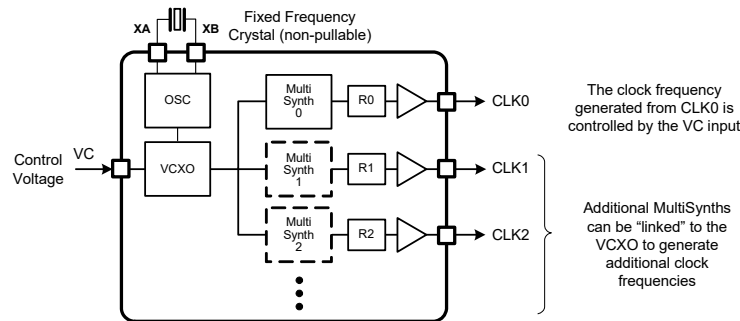 XA
XB
Fixed Frequency
Crystal (non-pullable)
OSC
Multi
Synth
0
R0
CLK0
The clock frequency
generated from CLK0 is
controlled by the VC input
Control
Voltage
VC
VCXO
Multi
Synth
1
R1
CLK1
Multi
Synth
2
R2
CLK2
Additional MultiSynths
can be “linked” to the
VCXO to generate
additional clock
frequencies